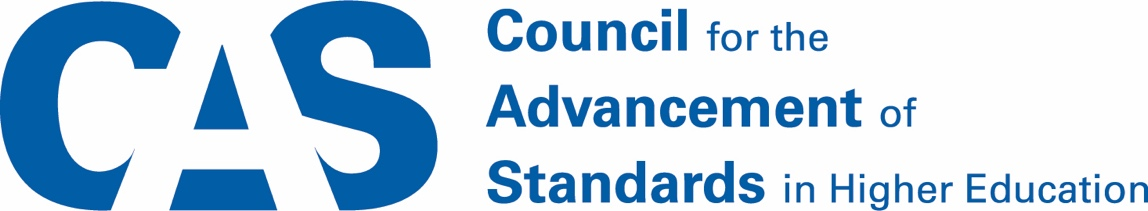 CAS
Council for the
Advancement of
Standards in Higher Education